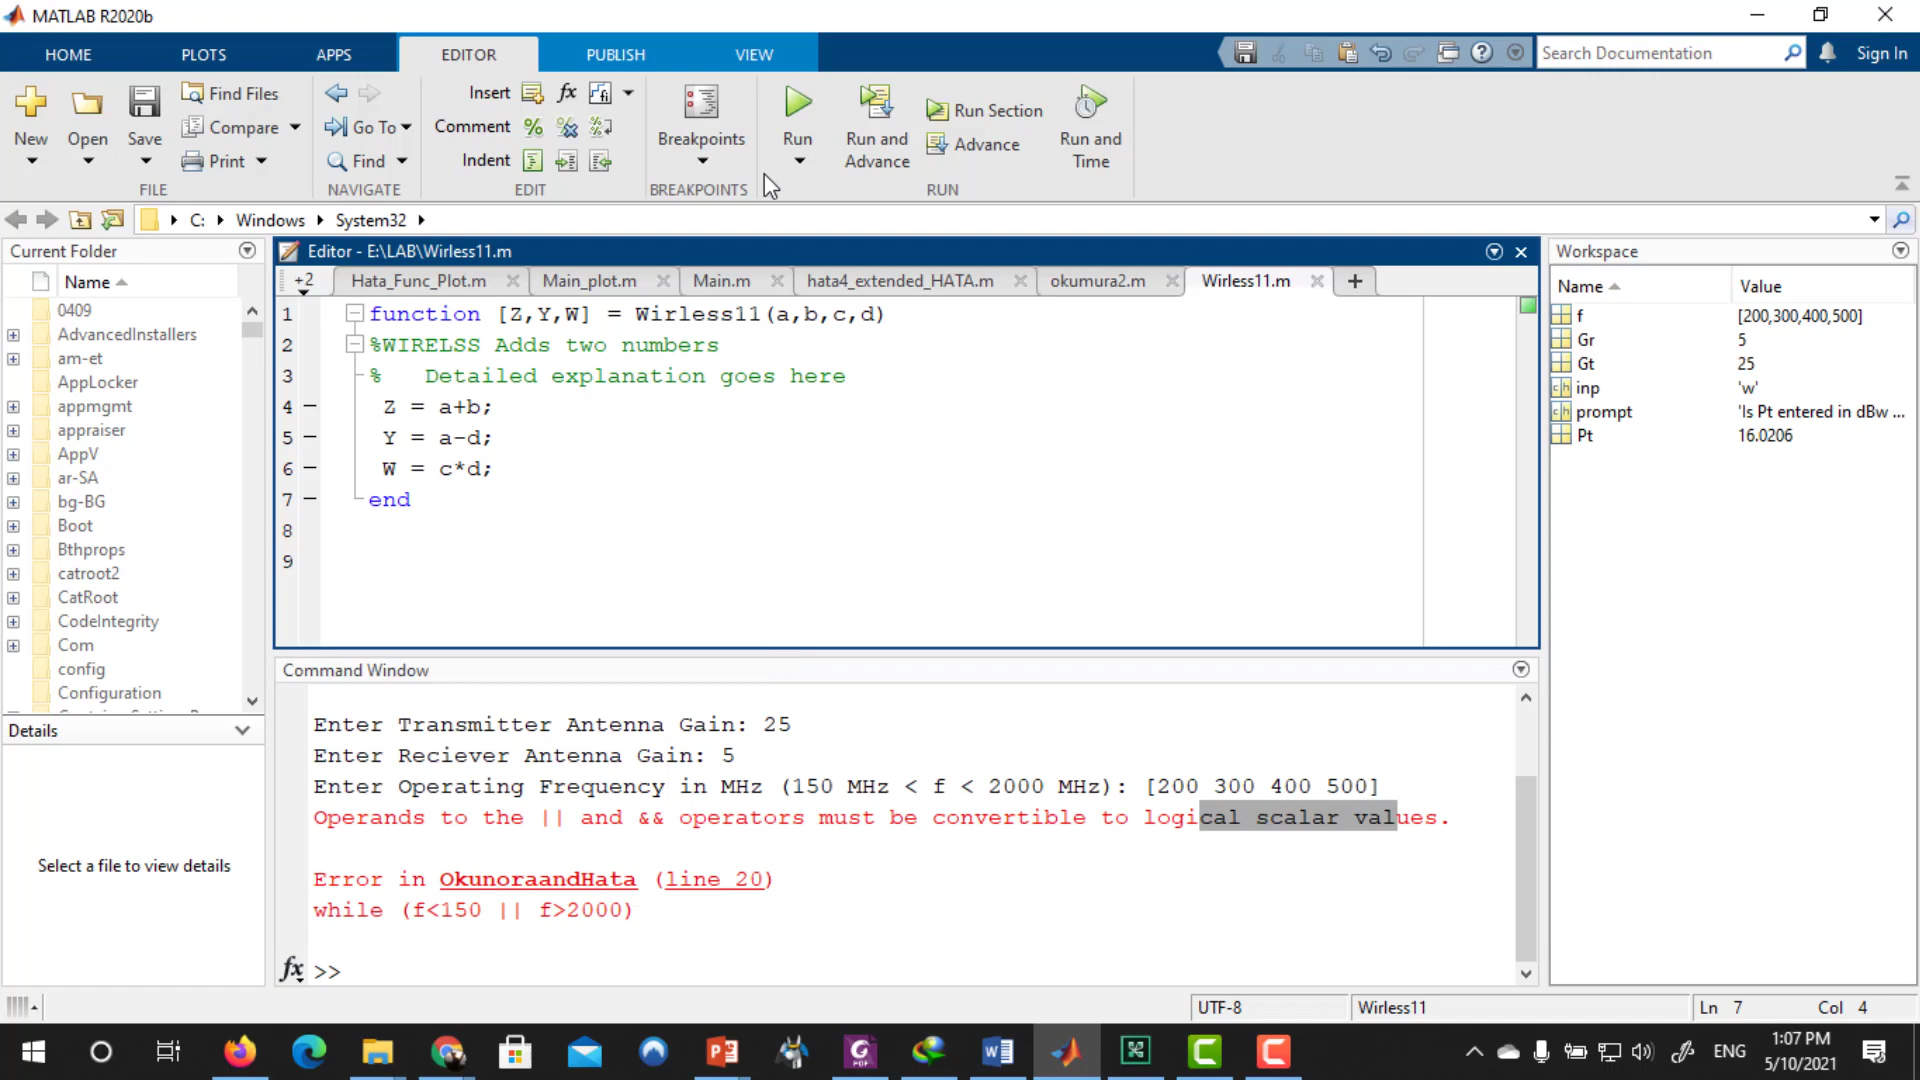 MATLAB R2020b
HOME PLOTS APPS EDITOR PUBLISH VIEW
Search Documentation
Sign In
New
Open
Save
Find Files
Compare
Print
FILE
Go To
Find
NAVIGATE
Insert
Comment
Indent
EDIT
fx
Breakpoints
BREAKPOINTS
Run
Run and
Advance
Run Section
Advance
Run and
Time
RUN
C: Windows System32
Current Folder
Name
0409
AdvancedInstallers
am-et
AppLocker
appmgmt
appraiser
AppV
ar-SA
bg-BG
Boot
Bthprops
catroot2
CatRoot
CodeIntegrity
Com
config
Configuration
Details
Select a file to view details
Editor - E:\LAB\Wirless11.m
+2 Hata_Func_Plot.m Main_plot.m Main.m hata4_extended_HATA.m okumura2.m Wirless11.m
1 function [Z,Y,W] = Wirless11(a,b,c,d)
2 %WIRELSS Adds two numbers
3 % Detailed explanation goes here
4 Z = a+b;
5 Y = a-d;
6 W = c*d;
7 end
8
9
Command Window
Enter Transmitter Antenna Gain: 25
Enter Reciever Antenna Gain: 5
Enter Operating Frequency in MHz (150 MHz < f < 2000 MHz): [200 300 400 500]
Operands to the || and && operators must be convertible to logical scalar values.
Error in OkunoraandHata (line 20)
while (f<150 || f>2000)
fx >>
Workspace
Name Value
f [200,300,400,500]
Gr 5
Gt 25
inp 'w'
prompt 'Is Pt entered in dBw ...
Pt 16.0206
UTF-8 Wirless11 Ln 7 Col 4
ENG
1:07 PM
5/10/2021